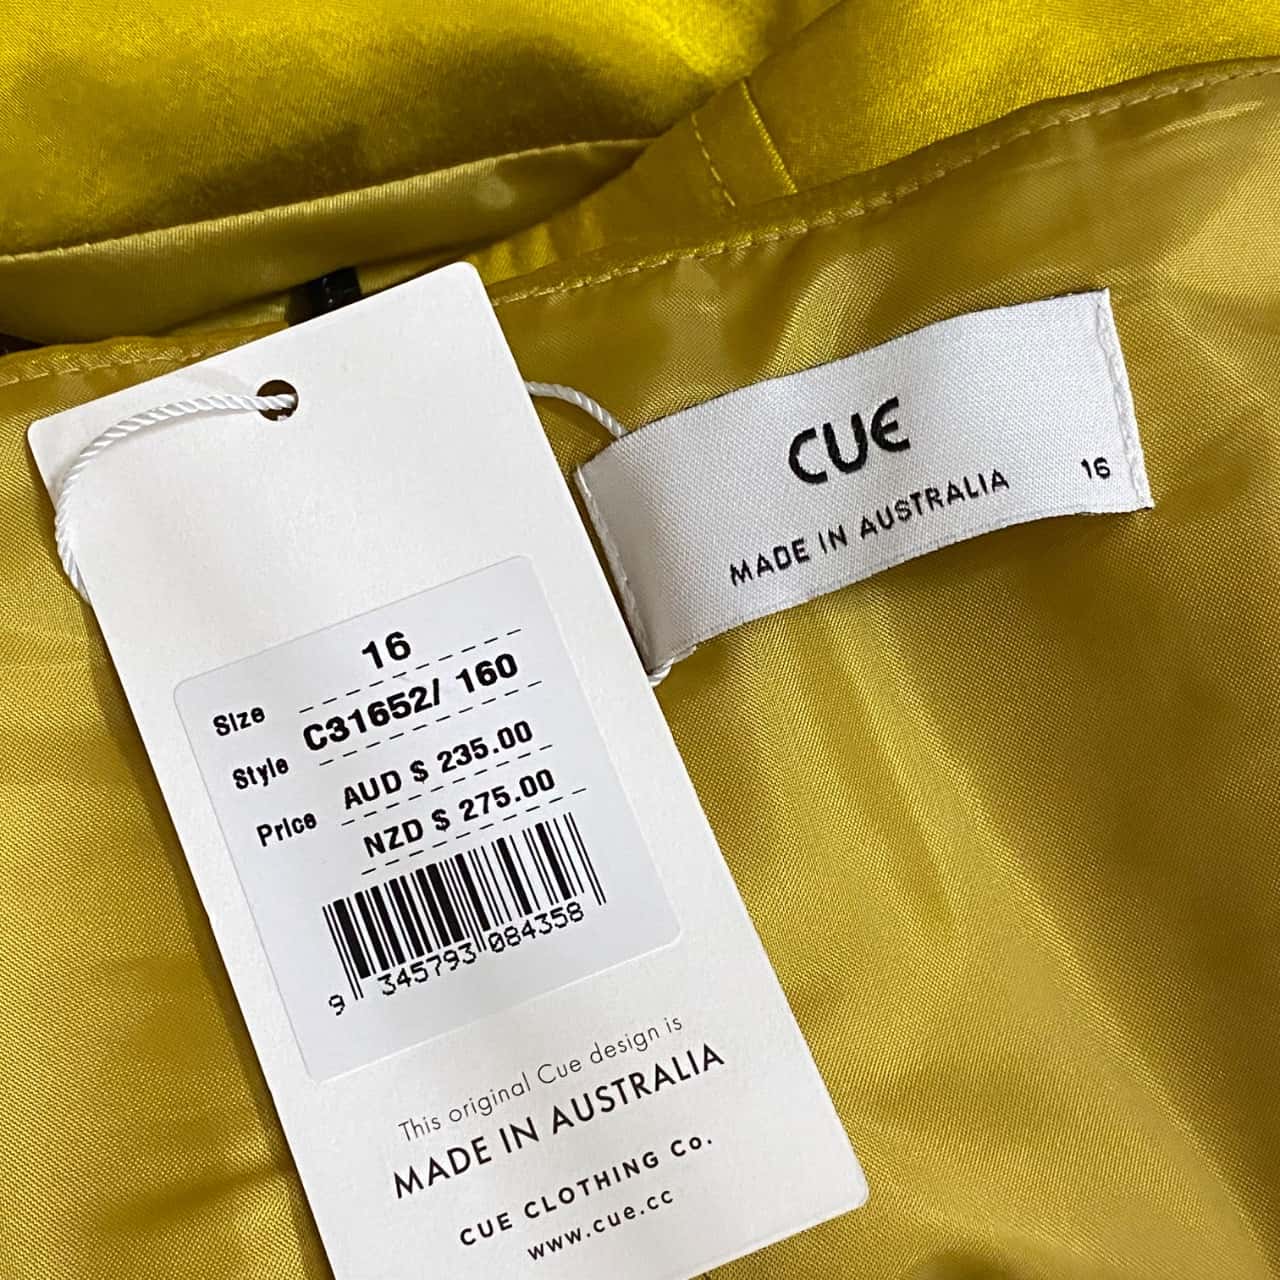 CUE
MADE IN AUSTRALIA
16
Size 16
Style C31652/ 160
Price AUD $ 235.00
NZD $ 275.00
9 345793 084358
This original Cue design is
MADE IN AUSTRALIA
CUE CLOTHING Co.
www.cue.cc